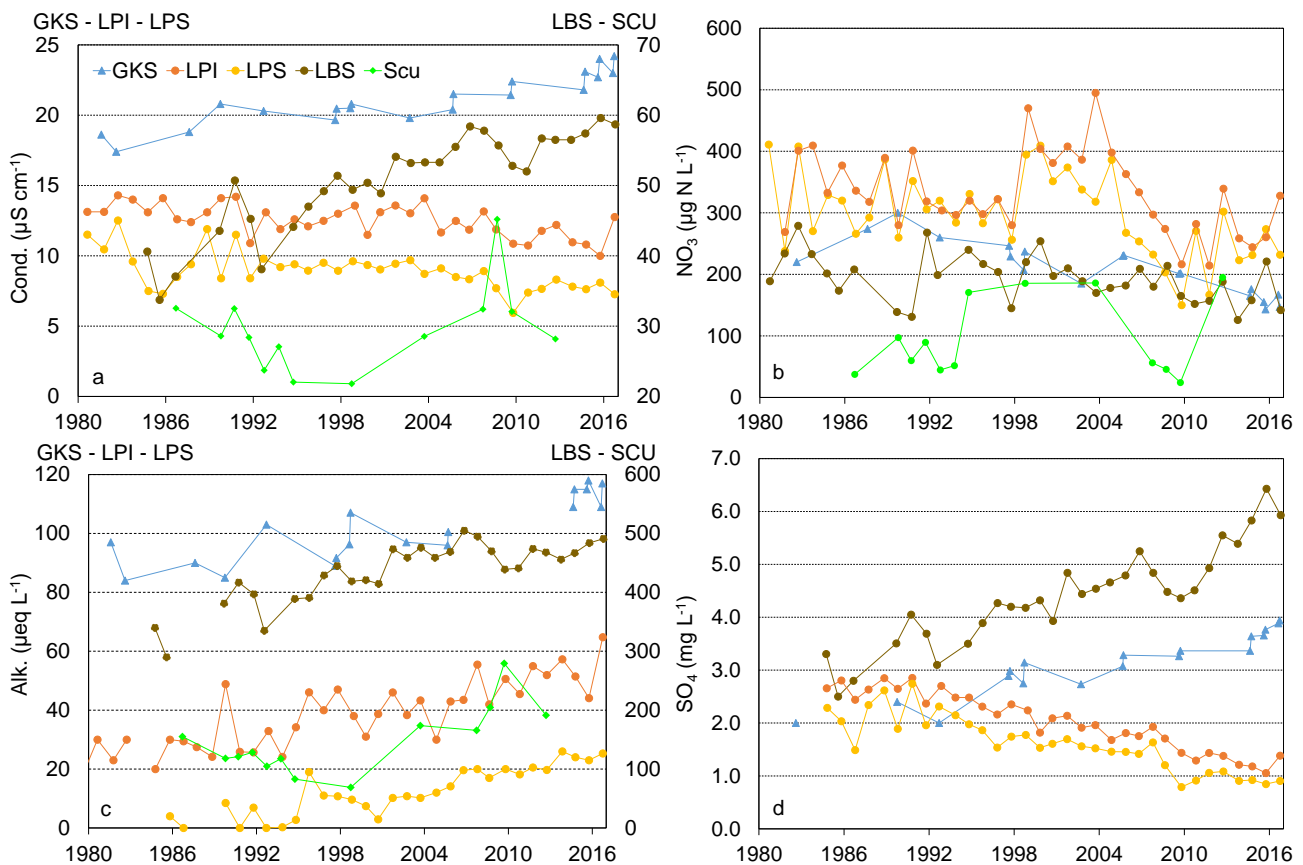 GKS - LPI - LPS LBS - SCU
25 70
GKS LPI LPS LBS Scu
20 60
15 50
10 40
5 30
0 20
Cond. (µS cm-1)
a
1980 1986 1992 1998 2004 2010 2016
600
500
400
300
200
100
0
NO3 (µg N L-1)
b
1980 1986 1992 1998 2004 2010 2016
GKS - LPI - LPS LBS - SCU
120 600
100 500
80 400
60 300
40 200
20 100
0 0
Alk. (µeq L-1)
c
1980 1986 1992 1998 2004 2010 2016
7.0
6.0
5.0
4.0
3.0
2.0
1.0
0.0
SO4 (mg L-1)
d
1980 1986 1992 1998 2004 2010 2016